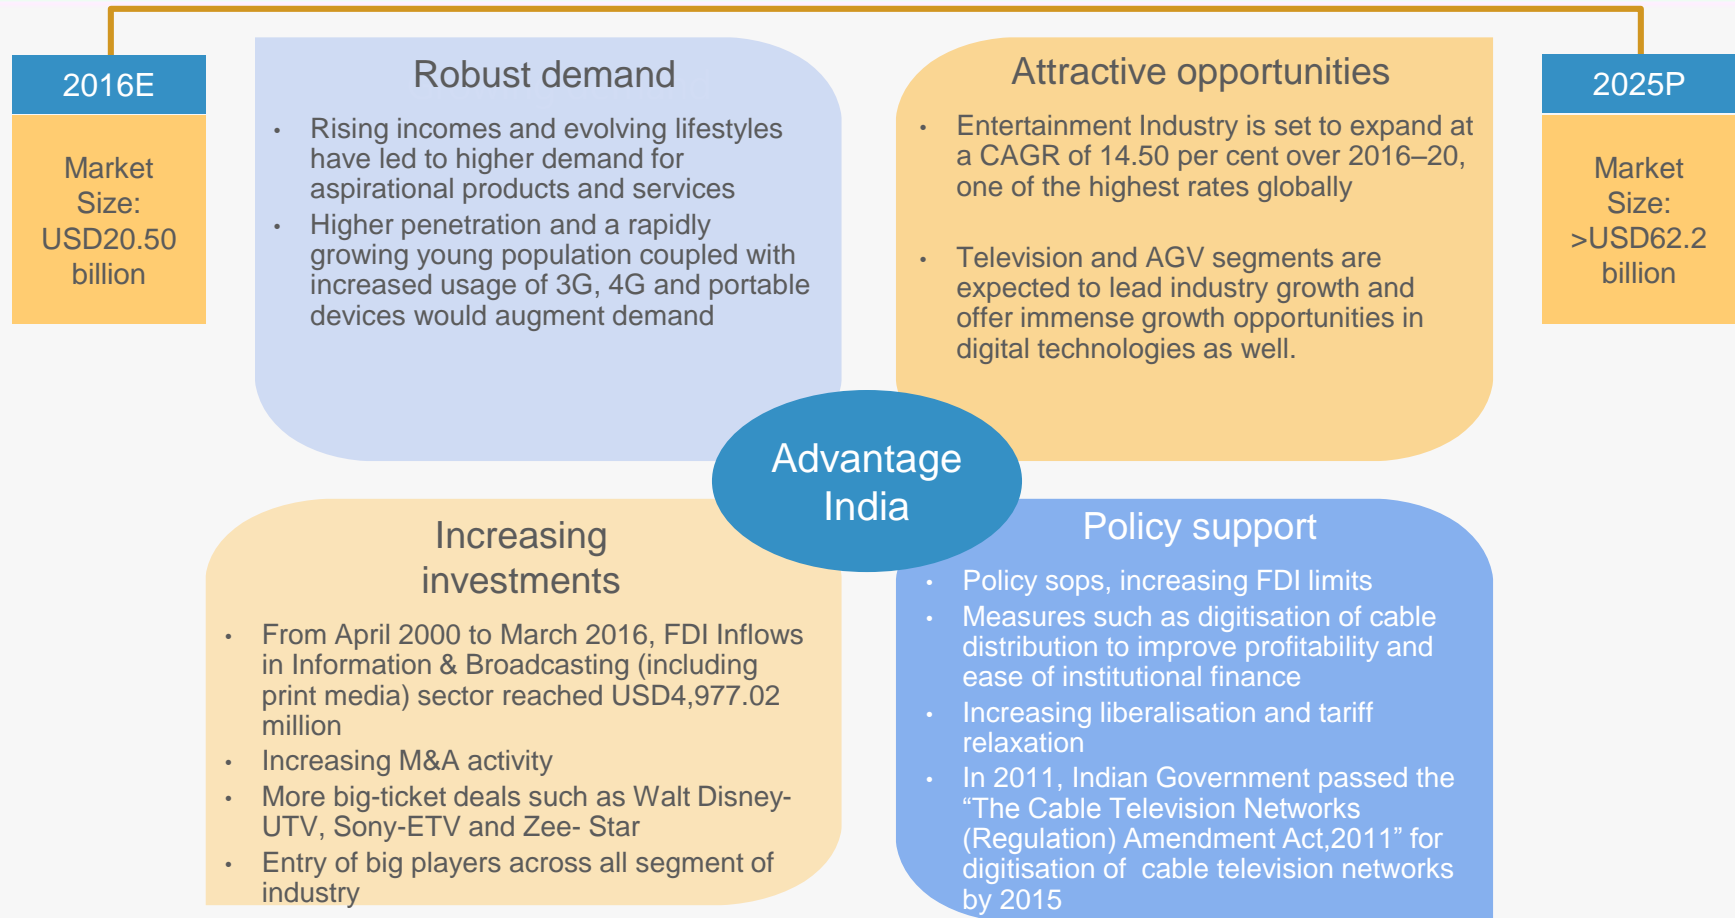 2016E
Market
Size:
USD20.50
billion
Robust demand
• Rising incomes and evolving lifestyles
have led to higher demand for
aspirational products and services
• Higher penetration and a rapidly
growing young population coupled with
increased usage of 3G, 4G and portable
devices would augment demand
Attractive opportunities
• Entertainment Industry is set to expand at
a CAGR of 14.50 per cent over 2016–20,
one of the highest rates globally
• Television and AGV segments are
expected to lead industry growth and
offer immense growth opportunities in
digital technologies as well.
2025P
Market
Size:
>USD62.2
billion
Advantage
India
Increasing
investments
• From April 2000 to March 2016, FDI Inflows
in Information & Broadcasting (including
print media) sector reached USD4,977.02
million
• Increasing M&A activity
• More big-ticket deals such as Walt Disney-
UTV, Sony-ETV and Zee- Star
• Entry of big players across all segment of
industry
Policy support
• Policy sops, increasing FDI limits
• Measures such as digitisation of cable
distribution to improve profitability and
ease of institutional finance
• Increasing liberalisation and tariff
relaxation
• In 2011, Indian Government passed the
“The Cable Television Networks
(Regulation) Amendment Act,2011” for
digitisation of cable television networks
by 2015